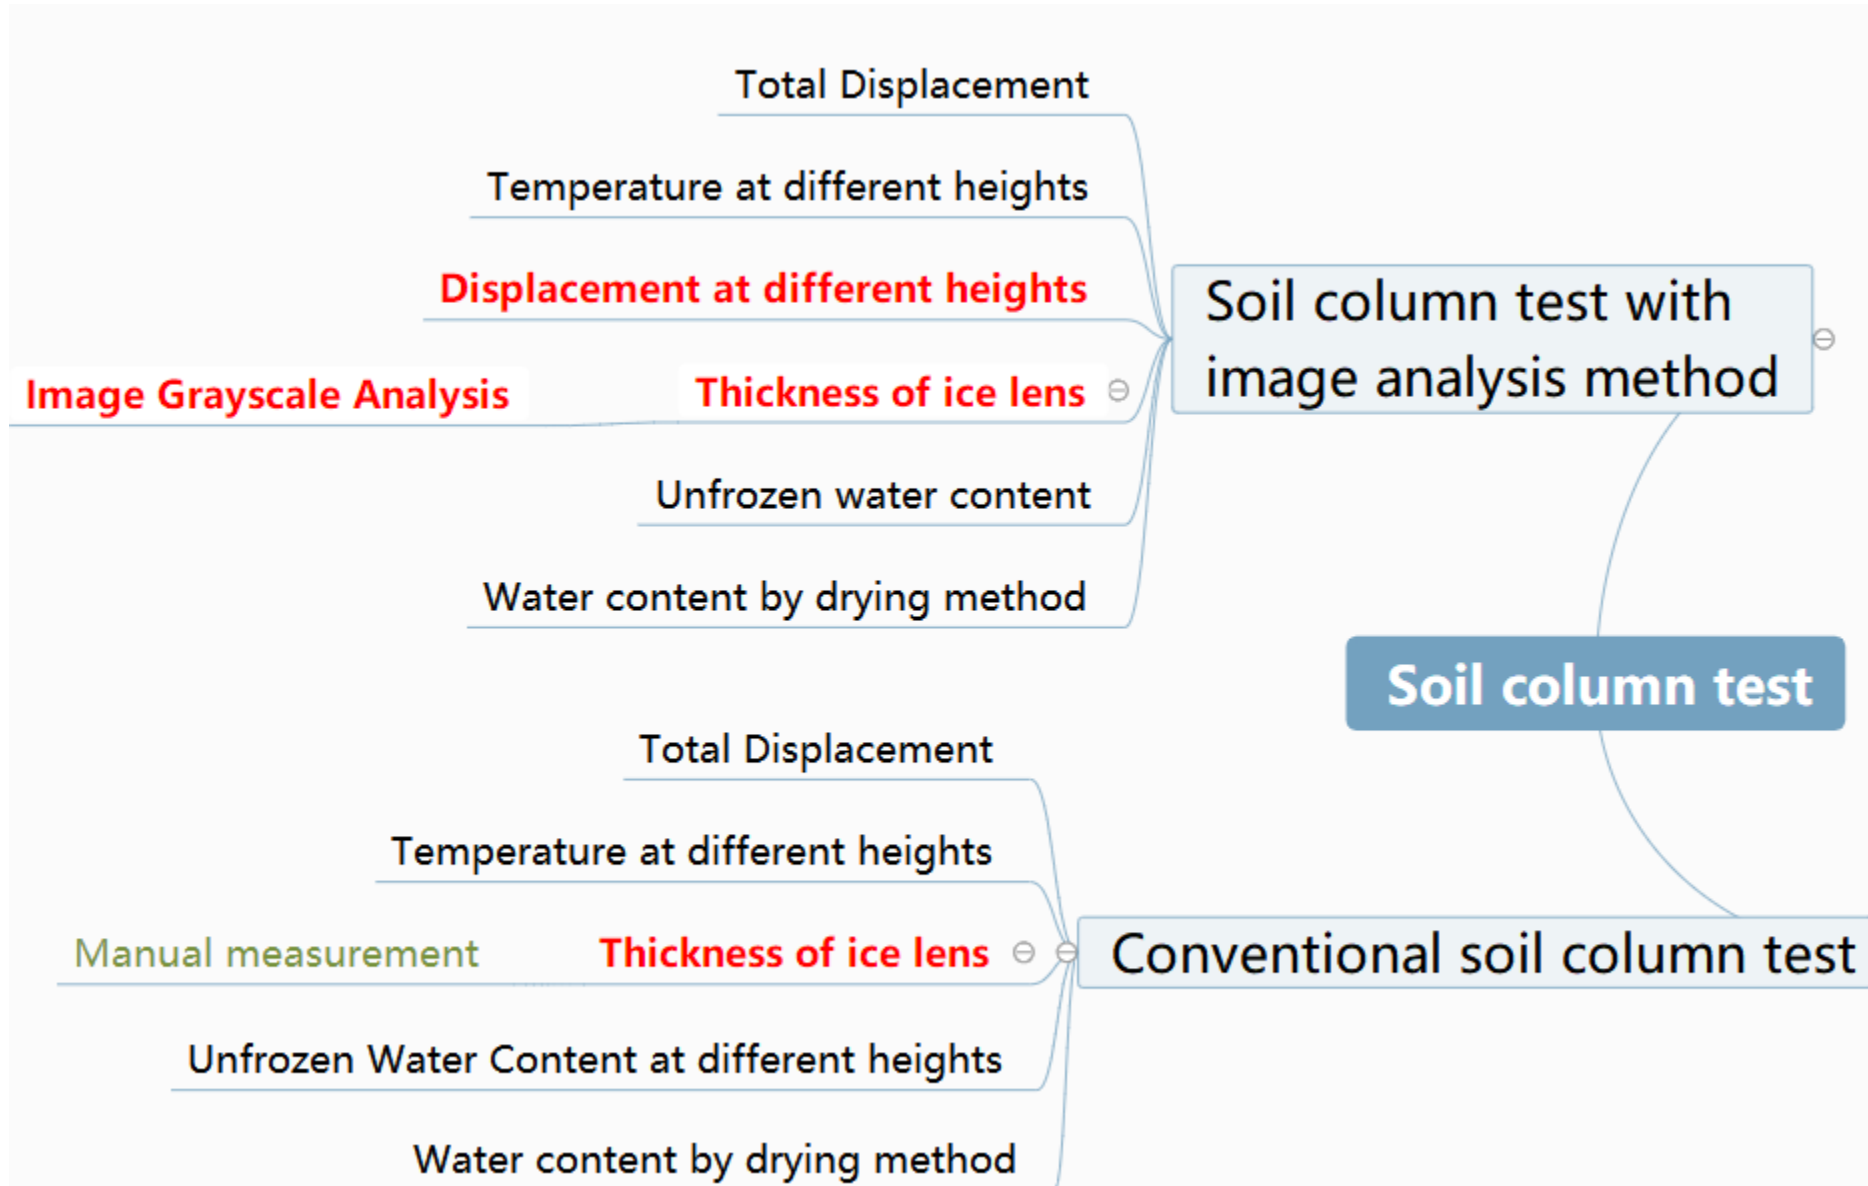 Total Displacement
Temperature at different heights
Displacement at different heights
Image Grayscale Analysis
Thickness of ice lens
Unfrozen water content
Water content by drying method
Soil column test with
image analysis method
Soil column test
Total Displacement
Temperature at different heights
Manual measurement
Thickness of ice lens
Unfrozen Water Content at different heights
Water content by drying method
Conventional soil column test